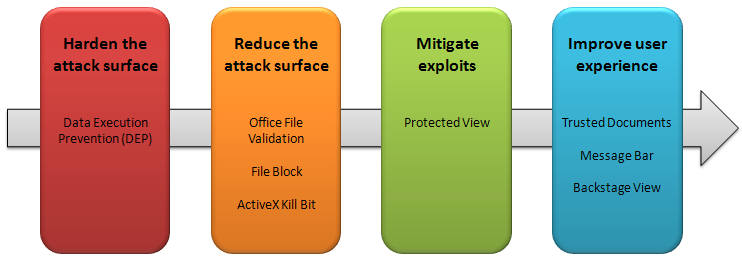 Harden the
attack surface
Data Execution
Prevention (DEP)
Reduce the
attack surface
Office File
Validation
File Block
ActiveX Kill Bit
Mitigate
exploits
Protected View
Improve user
experience
Trusted Documents
Message Bar
Backstage View